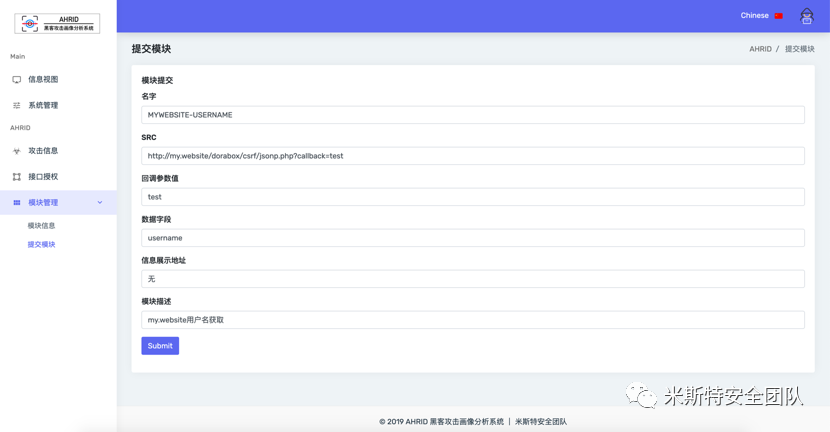 AHRID
黑客攻击画像分析系统
Chinese
Main
信息视图
系统管理
AHRID
攻击信息
接口授权
模块管理
模块信息
提交模块
提交模块
AHRID / 提交模块
模块提交
名字
MYWEBSITE-USERNAME
SRC
http://my.website/dorabox/csrf/jsonp.php?callback=test
回调参数值
test
数据字段
username
信息展示地址
无
模块描述
my.website用户名获取
Submit
米斯特安全团队
© 2019 AHRID 黑客攻击画像分析系统 | 米斯特安全团队